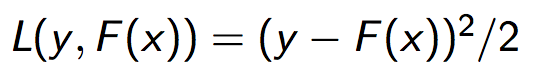 L(y, F(x)) = (y − F(x))²/2